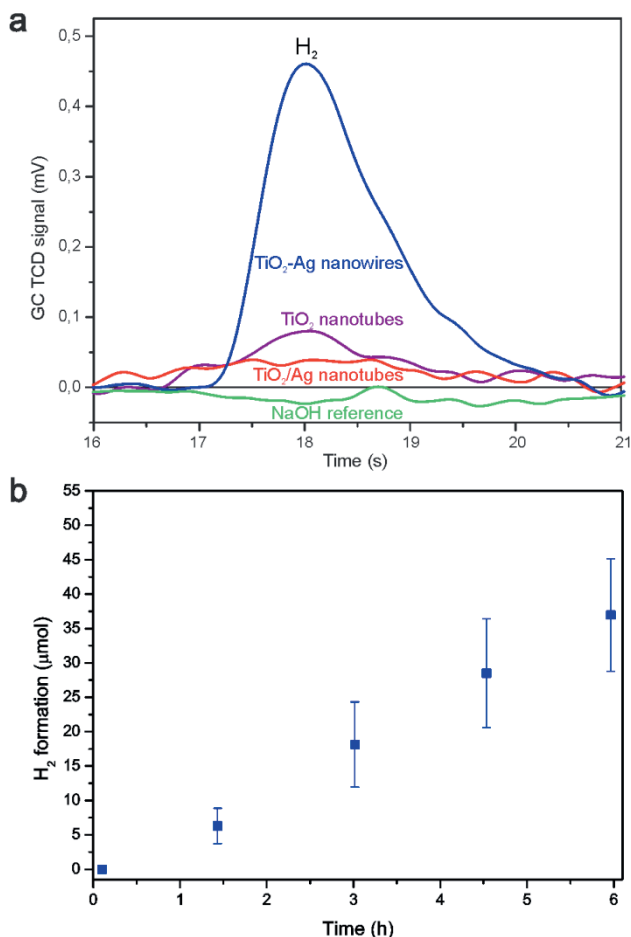 a
0,5
0,4
0,3
0,2
0,1
0,0
GC TCD signal (mV)
H₂
TiO₂-Ag nanowires
TiO₂ nanotubes
TiO₂/Ag nanotubes
NaOH reference
16 17 18 19 20 21
Time (s)
b
55
50
45
40
35
30
25
20
15
10
5
0
H₂ formation (μmol)
0 1 2 3 4 5 6
Time (h)